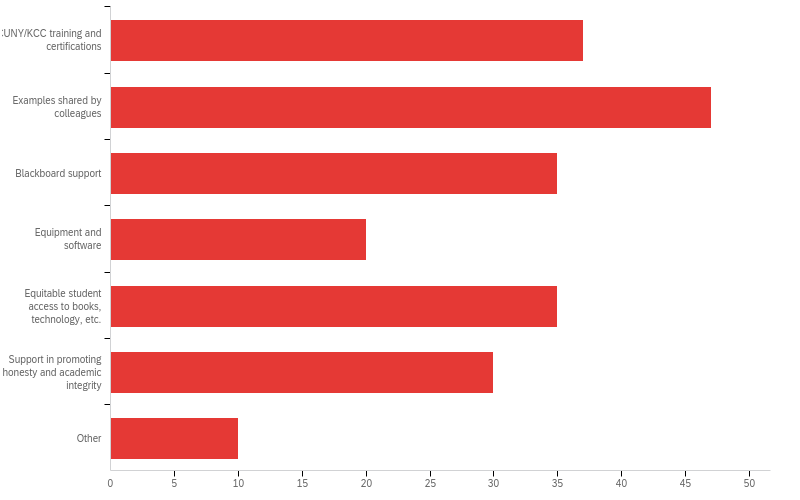 UNY/KCC training and
certifications
Examples shared by
colleagues
Blackboard support
Equipment and
software
Equitable student
access to books,
technology, etc.
Support in promoting
honesty and academic
integrity
Other
0 5 10 15 20 25 30 35 40 45 50